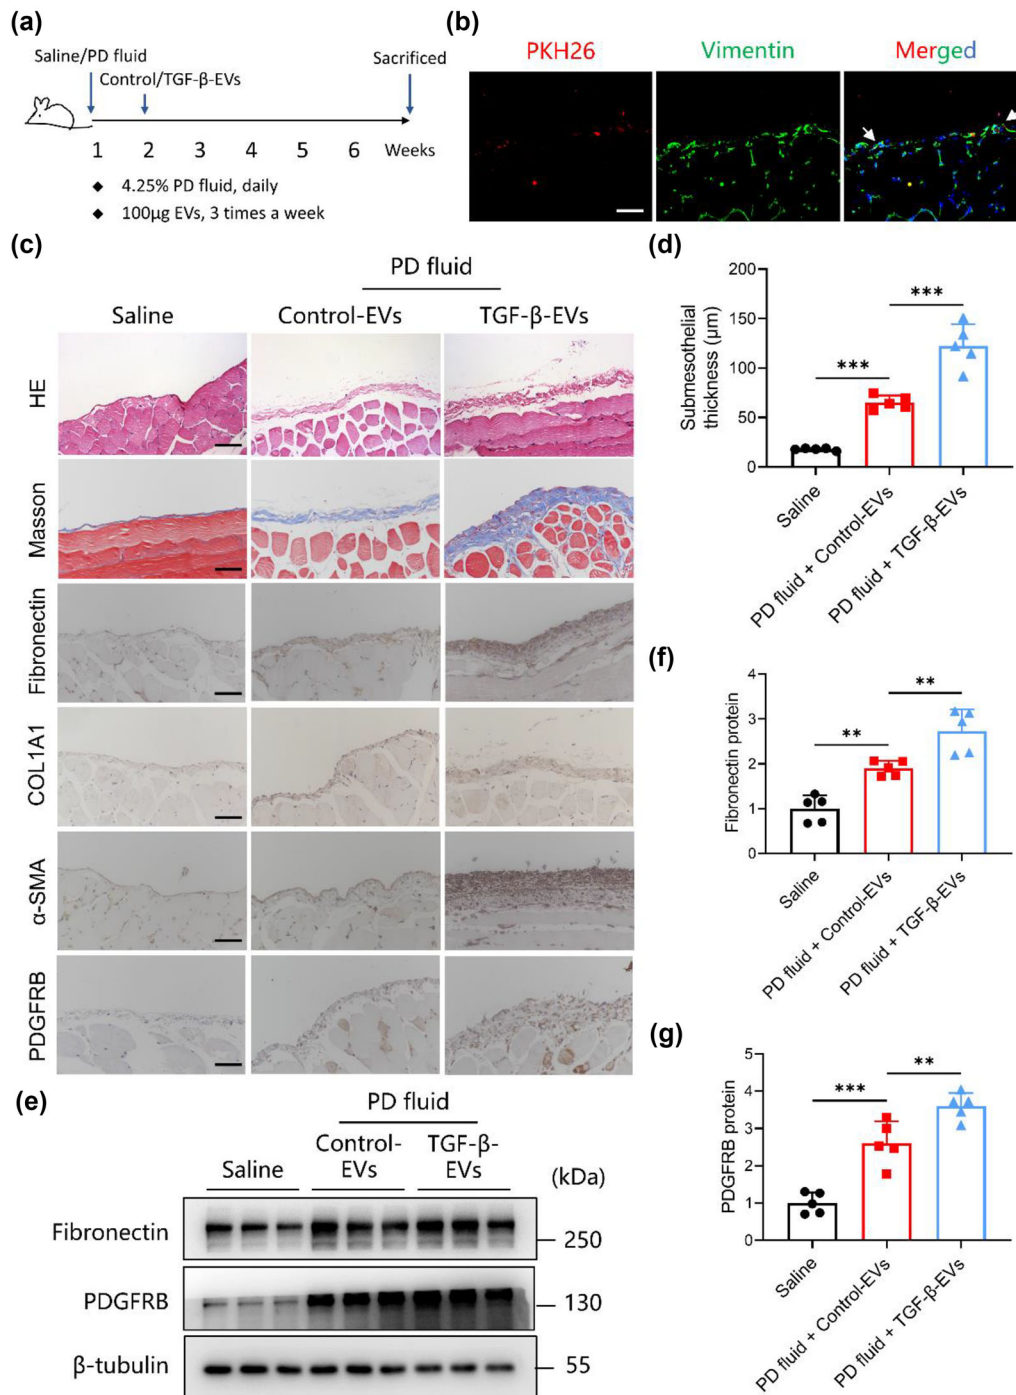 (a)
Saline/PD fluid
Control/TGF-β-EVs
Sacrificed
1 2 3 4 5 6 Weeks
◆ 4.25% PD fluid, daily
◆ 100μg EVs, 3 times a week
(b)
PKH26 Vimentin Merged
(c)
PD fluid
Saline Control-EVs TGF-β-EVs
HE
Masson
Fibronectin
COL1A1
α-SMA
PDGFRB
(d)
Submesothelial
thickness (μm)
200
150
100
50
0
***
***
Saline
PD fluid + Control-EVs
PD fluid + TGF-β-EVs
(e)
PD fluid
Saline
Control-
EVs
TGF-β-
EVs
(kDa)
Fibronectin
250
PDGFRB
130
β-tubulin
55
(f)
Fibronectin protein
4
3
2
1
0
**
**
Saline
PD fluid + Control-EVs
PD fluid + TGF-β-EVs
(g)
PDGFRB protein
5
4
3
2
1
0
***
**
Saline
PD fluid + Control-EVs
PD fluid + TGF-β-EVs